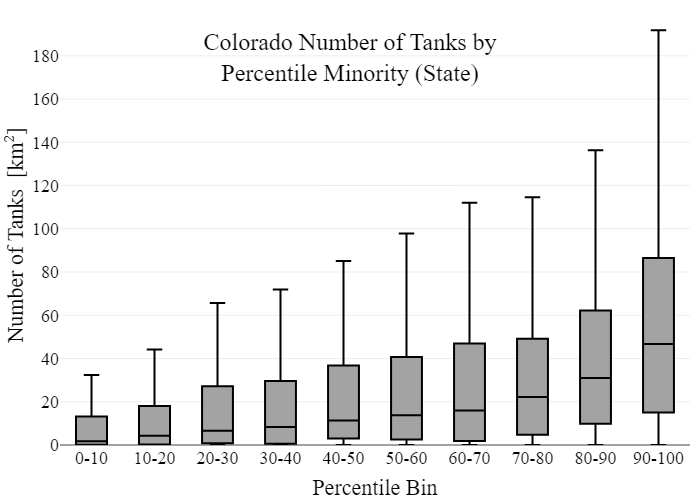 Colorado Number of Tanks by
Percentile Minority (State)
Number of Tanks [km²]
180
160
140
120
100
80
60
40
20
0
0-10 10-20 20-30 30-40 40-50 50-60 60-70 70-80 80-90 90-100
Percentile Bin